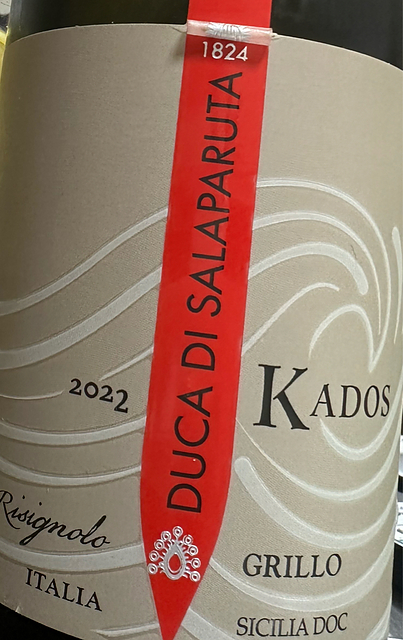 1824
DUCA DI SALAPARUTA
2022
KADOS
Risignolo
ITALIA
GRILLO
SICILIA DOC